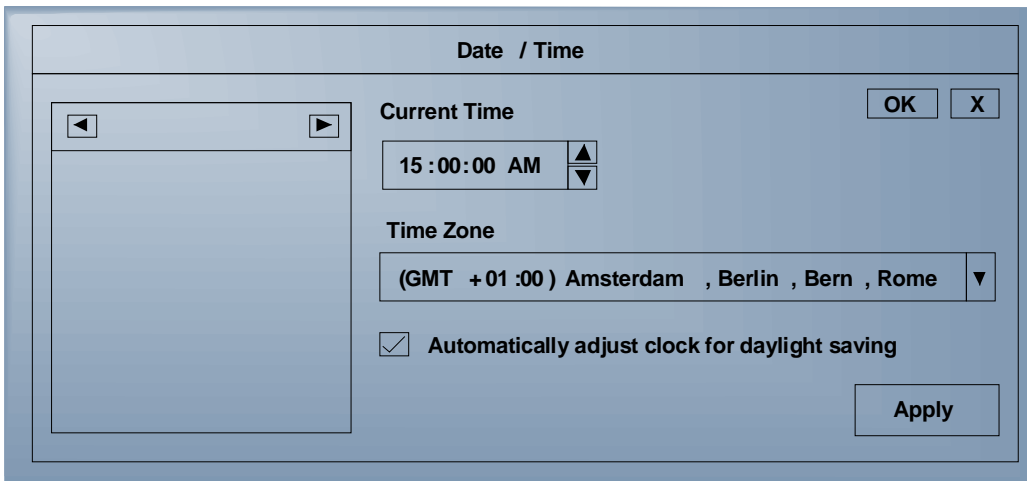 Date / Time
OK X
Current Time
15:00:00 AM
Time Zone
(GMT +01:00) Amsterdam, Berlin, Bern, Rome
Automatically adjust clock for daylight saving
Apply